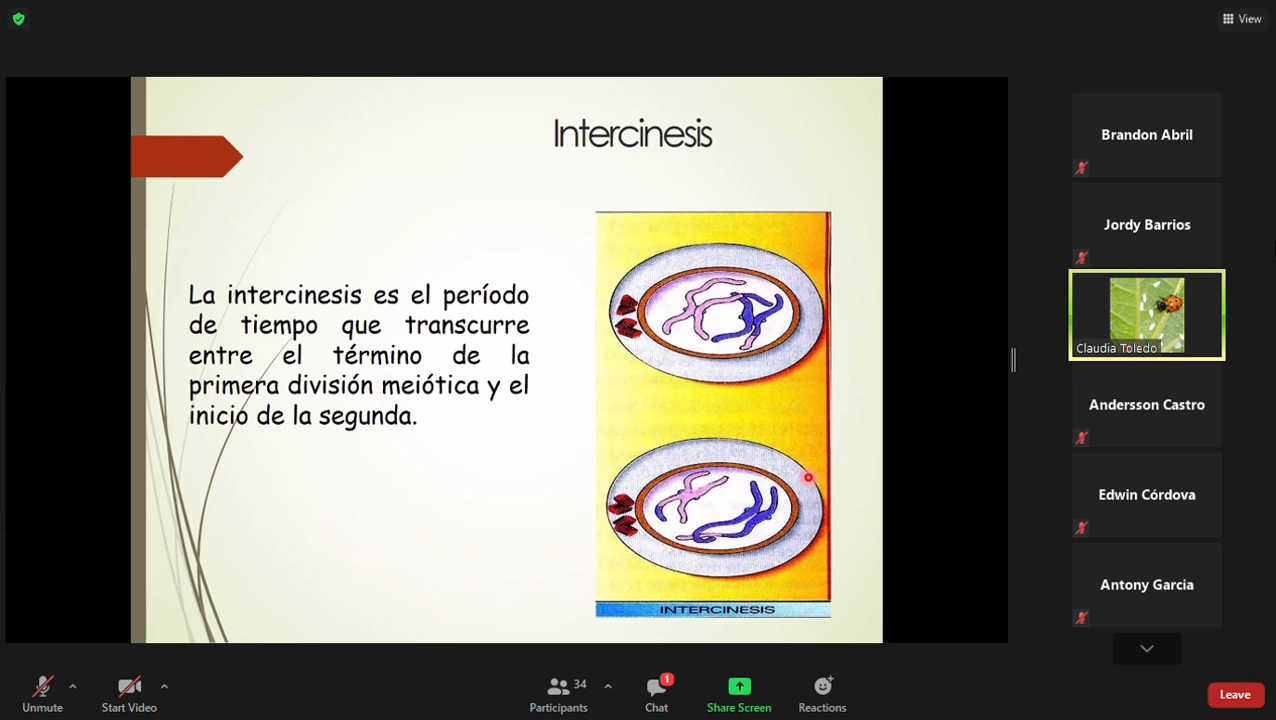 View
Intercinesis
La intercinesis es el período
de tiempo que transcurre
entre el término de la
primera división meiótica y el
inicio de la segunda.
INTERCINESIS
Brandon Abril
Jordy Barrios
Claudia Toledo
Andersson Castro
Edwin Córdova
Antony Garcia
Unmute
Start Video
34
Participants
1
Chat
Share Screen
Reactions
Leave